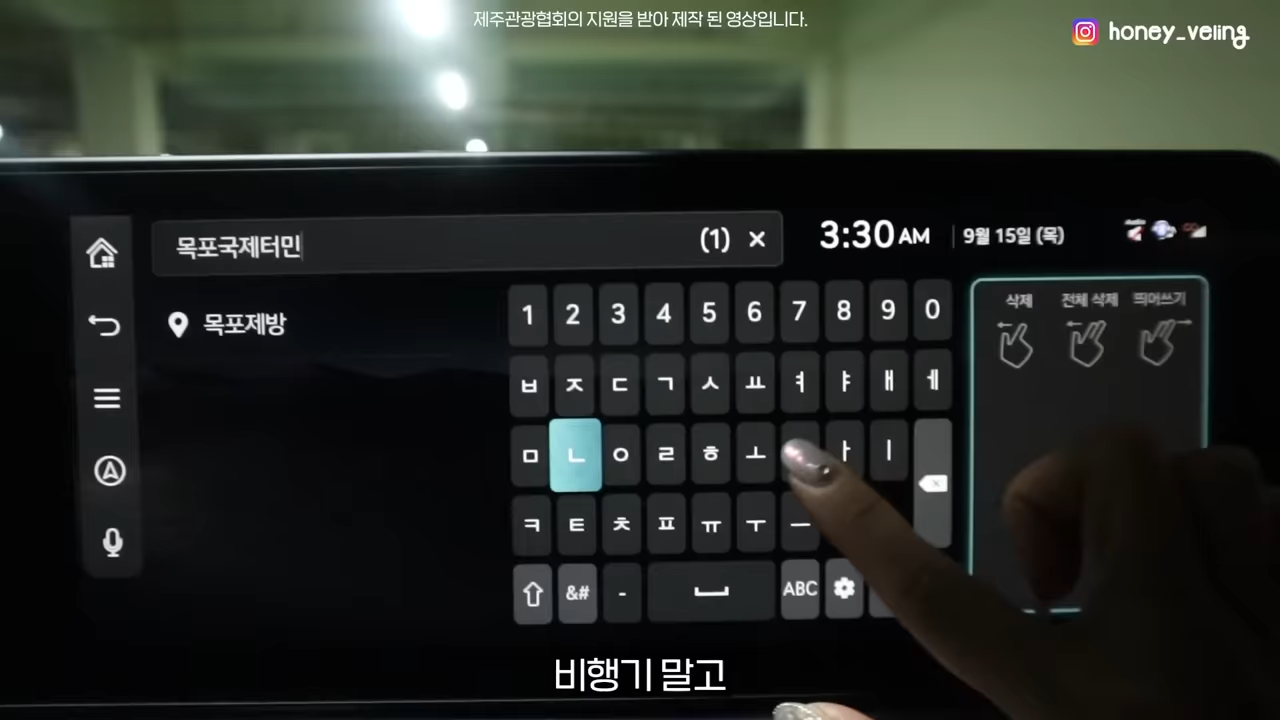 제주관광협회의 지원을 받아 제작 된 영상입니다.
honey_veling
목포국제터민
(1) ×
3:30 AM
9월 15일 (목)
목포제방
삭제
전체 삭제
띄어쓰기
1 2 3 4 5 6 7 8 9 0
ㅂ ㅈ ㄷ ㄱ ㅅ ㅛ ㅕ ㅑ ㅐ ㅔ
ㅁ ㄴ ㅇ ㄹ ㅎ ㅗ ㅏ ㅣ
ㅋ ㅌ ㅊ ㅍ ㅠ ㅜ ㅡ
&# - ABC
비행기 말고